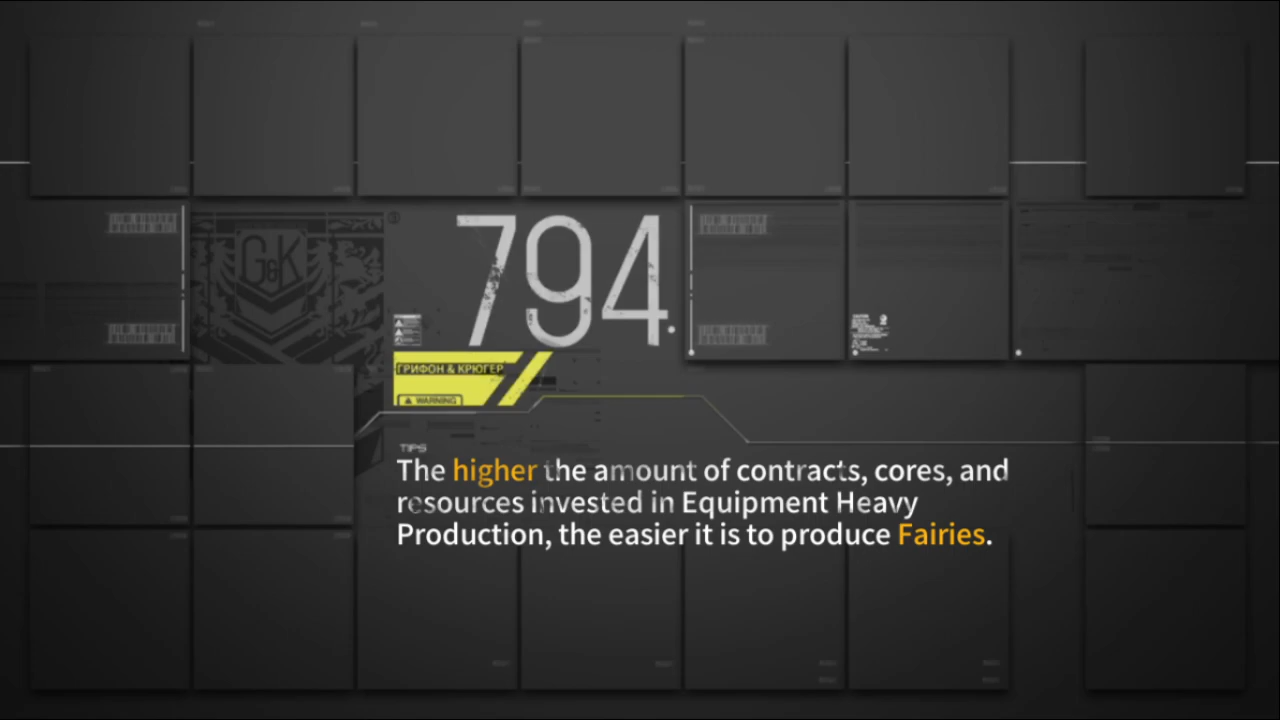 G&K
794.
ГРИФОН & КРЮГЕР
WARNING
TIPS
The higher the amount of contracts, cores, and
resources invested in Equipment Heavy
Production, the easier it is to produce Fairies.